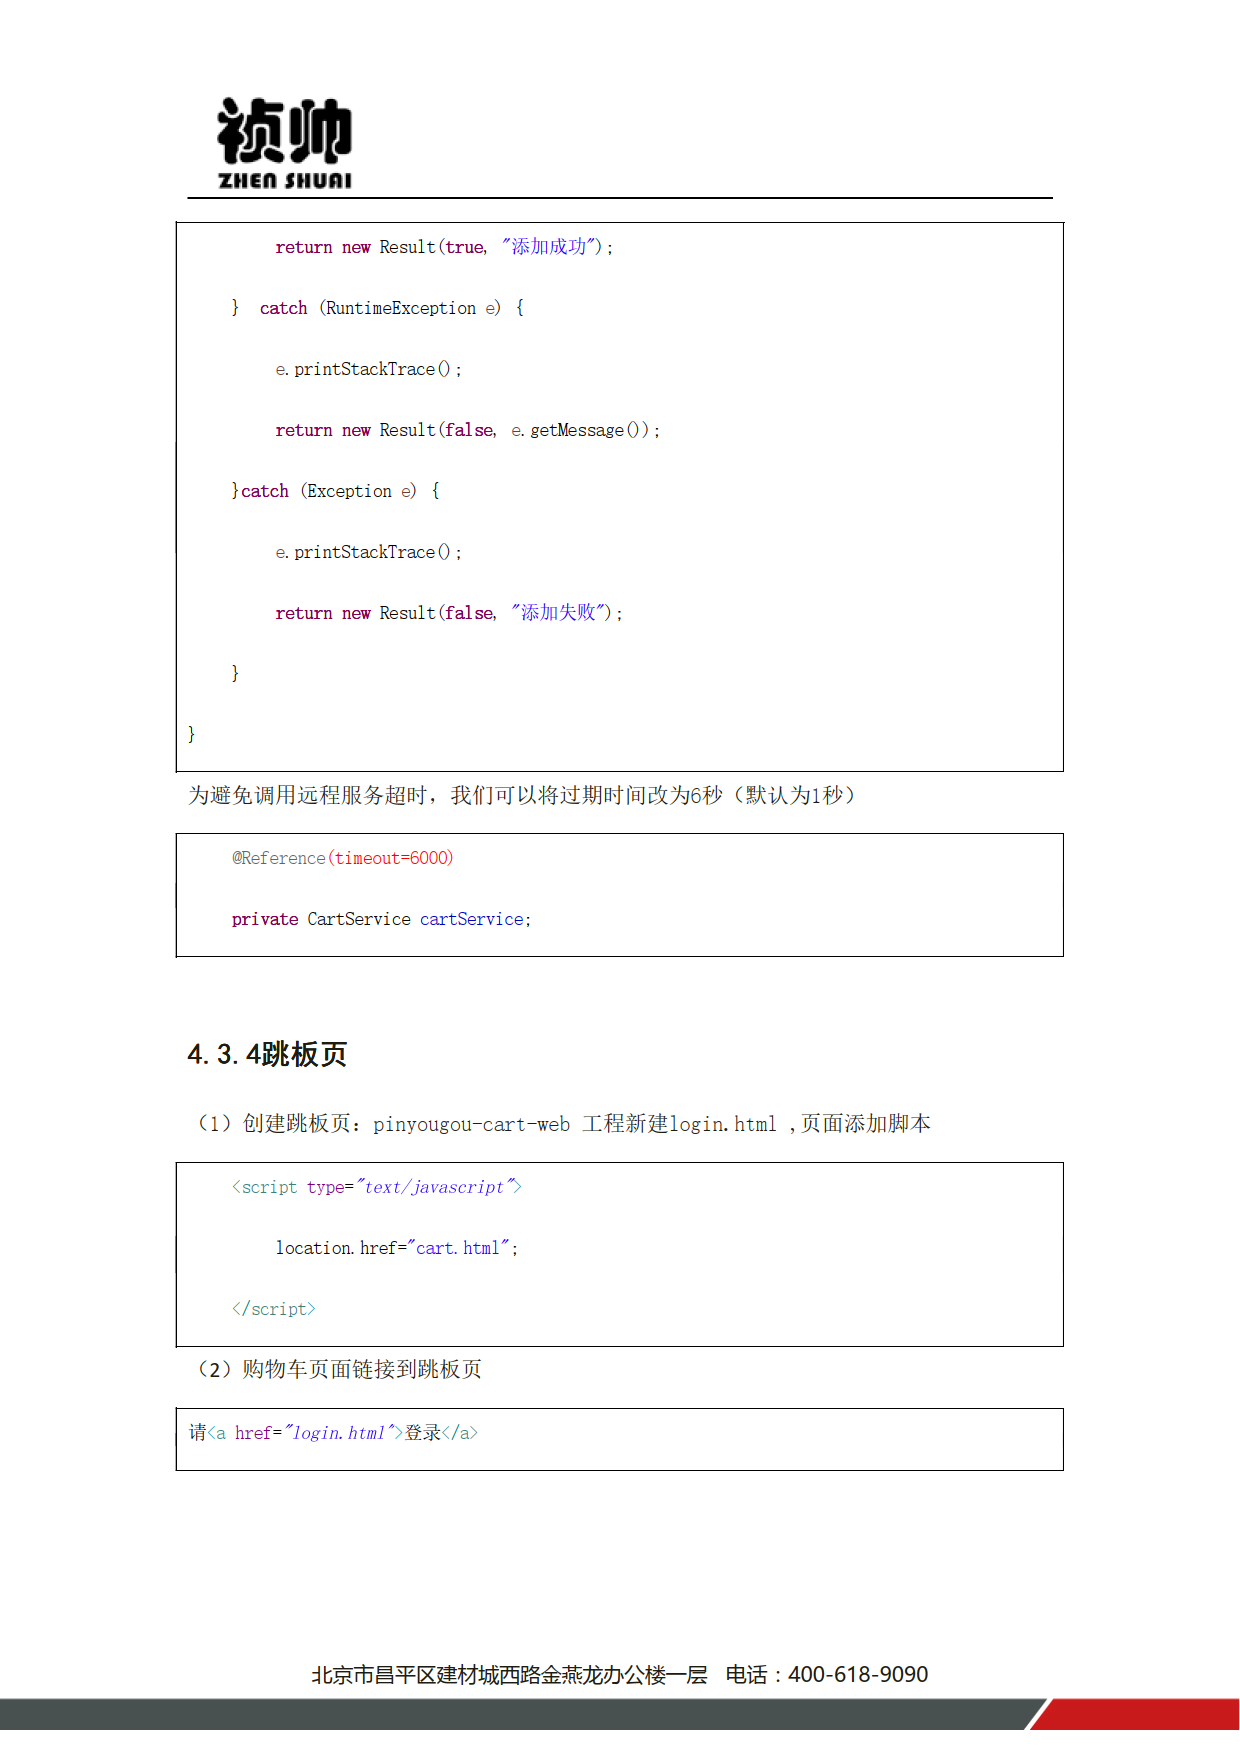 祯帅
ZHEN SHUAI
return new Result(true, "添加成功");
}  catch (RuntimeException e) {
e.printStackTrace();
return new Result(false, e.getMessage());
}catch (Exception e) {
e.printStackTrace();
return new Result(false, "添加失败");
}
}
为避免调用远程服务超时，我们可以将过期时间改为6秒（默认为1秒）
@Reference(timeout=6000)
private CartService cartService;
4.3.4跳板页
（1）创建跳板页：pinyougou-cart-web 工程新建login.html ,页面添加脚本
<script type="text/javascript">
location.href="cart.html";
</script>
（2）购物车页面链接到跳板页
请<a href="login.html">登录</a>
北京市昌平区建材城西路金燕龙办公楼一层 电话：400-618-9090